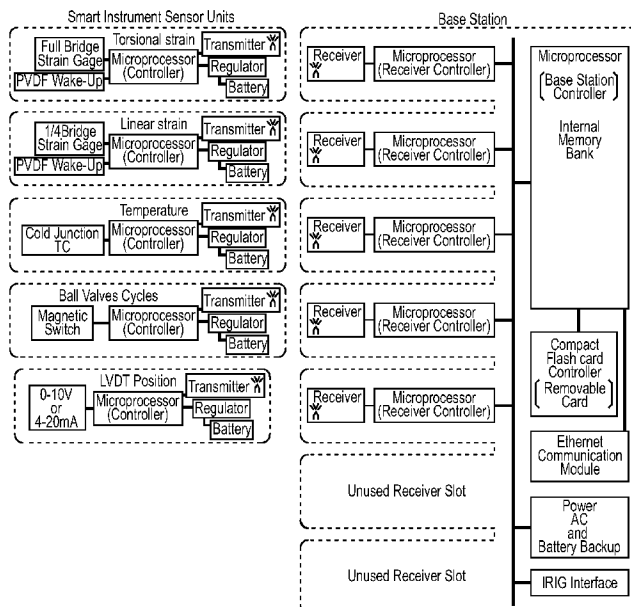 Smart Instrument Sensor Units
Torsional strain
Full Bridge
Strain Gage
PVDF Wake-Up
Microprocessor
(Controller)
Transmitter
Regulator
Battery
Linear strain
1/4Bridge
Strain Gage
PVDF Wake-Up
Microprocessor
(Controller)
Transmitter
Regulator
Battery
Temperature
Cold Junction
TC
Microprocessor
(Controller)
Transmitter
Regulator
Battery
Ball Valves Cycles
Magnetic
Switch
Microprocessor
(Controller)
Transmitter
Regulator
Battery
LVDT Position
0-10V
or
4-20mA
Microprocessor
(Controller)
Transmitter
Regulator
Battery
Base Station
Receiver
Microprocessor
(Receiver Controller)
Receiver
Microprocessor
(Receiver Controller)
Receiver
Microprocessor
(Receiver Controller)
Receiver
Microprocessor
(Receiver Controller)
Receiver
Microprocessor
(Receiver Controller)
Unused Receiver Slot
Unused Receiver Slot
Microprocessor
(Base Station
Controller)
Internal
Memory
Bank
Compact
Flash card
Controller
(Removable
Card)
Ethernet
Communication
Module
Power
AC
and
Battery Backup
IRIG Interface